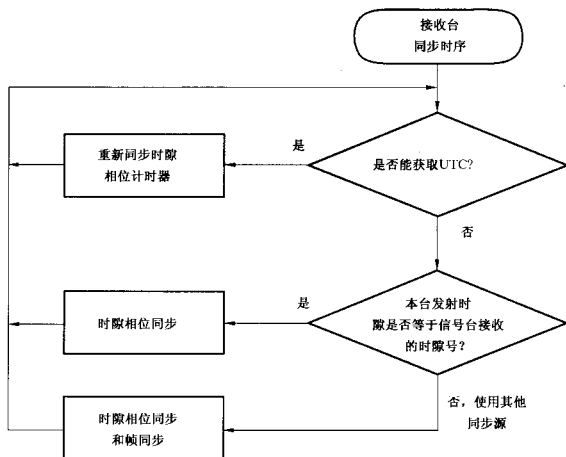 接收台
同步时序
是否能获取UTC?
是
重新同步时隙
相位计时器
否
本台发射时
隙是否等于信号台接收
的时隙号?
是
时隙相位同步
否，使用其他
同步源
时隙相位同步
和帧同步